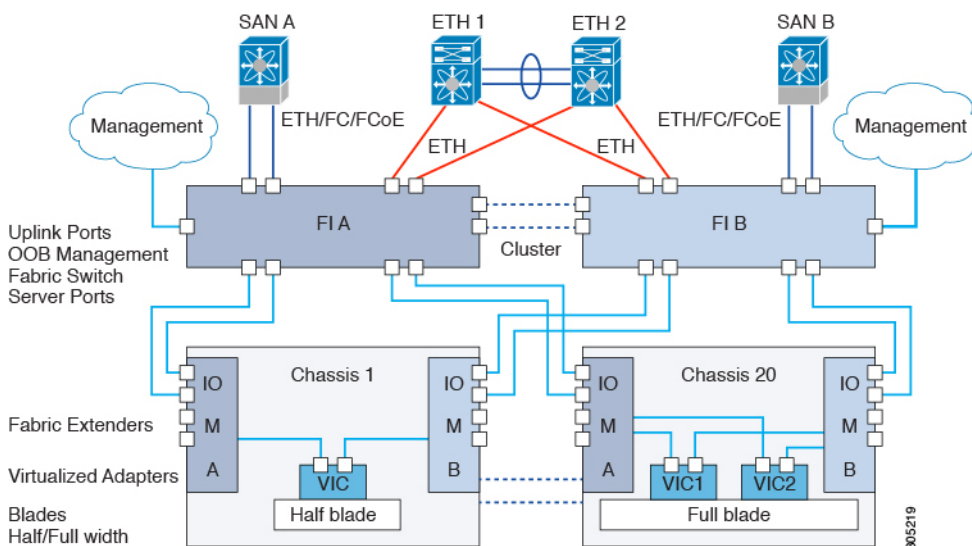 SAN A
ETH 1
ETH 2
SAN B
Management
ETH/FC/FCoE
ETH
ETH
ETH/FC/FCoE
Management
FI A
Cluster
FI B
Uplink Ports
OOB Management
Fabric Switch
Server Ports
Chassis 1
Chassis 20
IO
M
A
IO
M
B
IO
M
A
IO
M
B
Fabric Extenders
Virtualized Adapters
VIC
VIC1
VIC2
Blades
Half/Full width
Half blade
Full blade
305219